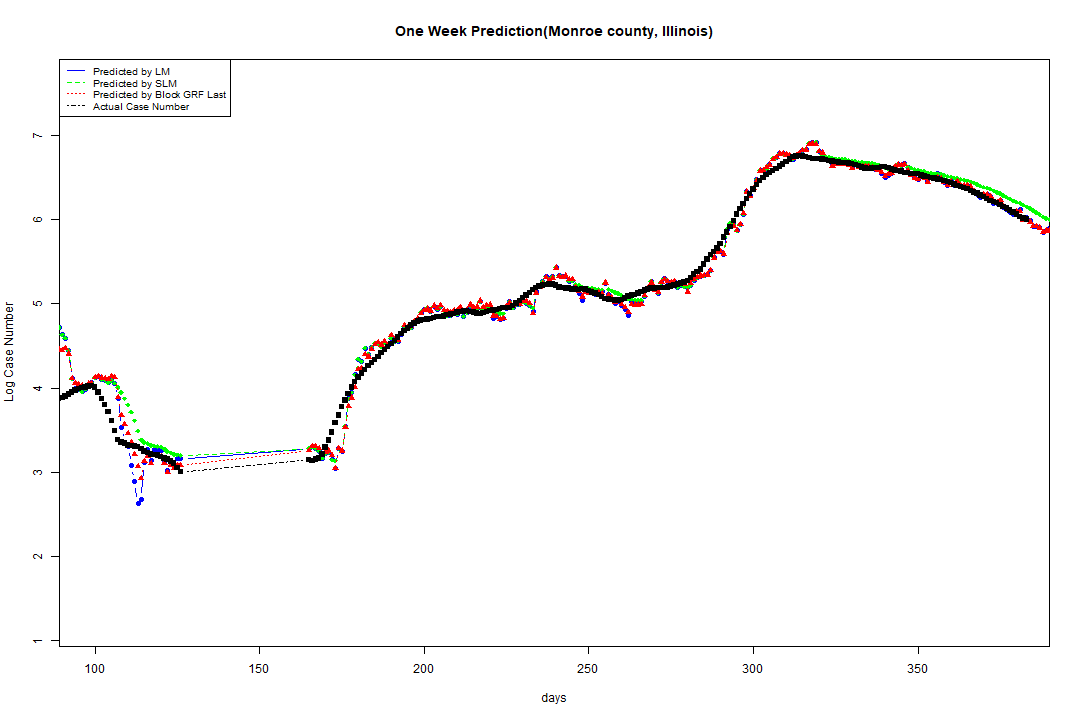 One Week Prediction(Monroe county, Illinois)
Predicted by LM
Predicted by SLM
Predicted by Block GRF Last
Actual Case Number
7
6
5
4
3
2
1
Log Case Number
100 150 200 250 300 350
days